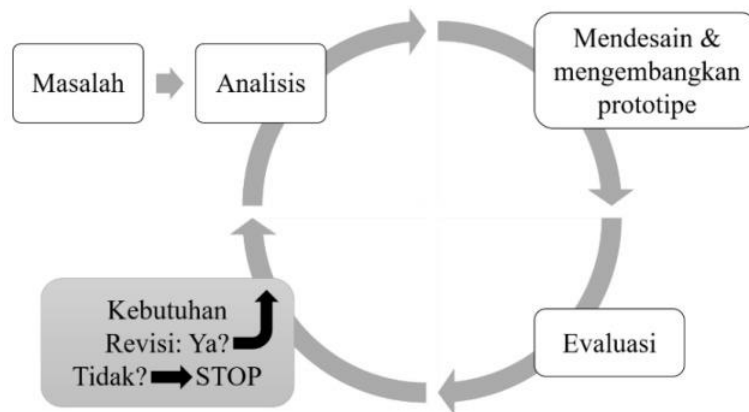 Masalah
Analisis
Mendesain &
mengembangkan
prototipe
Evaluasi
Kebutuhan
Revisi: Ya?
Tidak? STOP